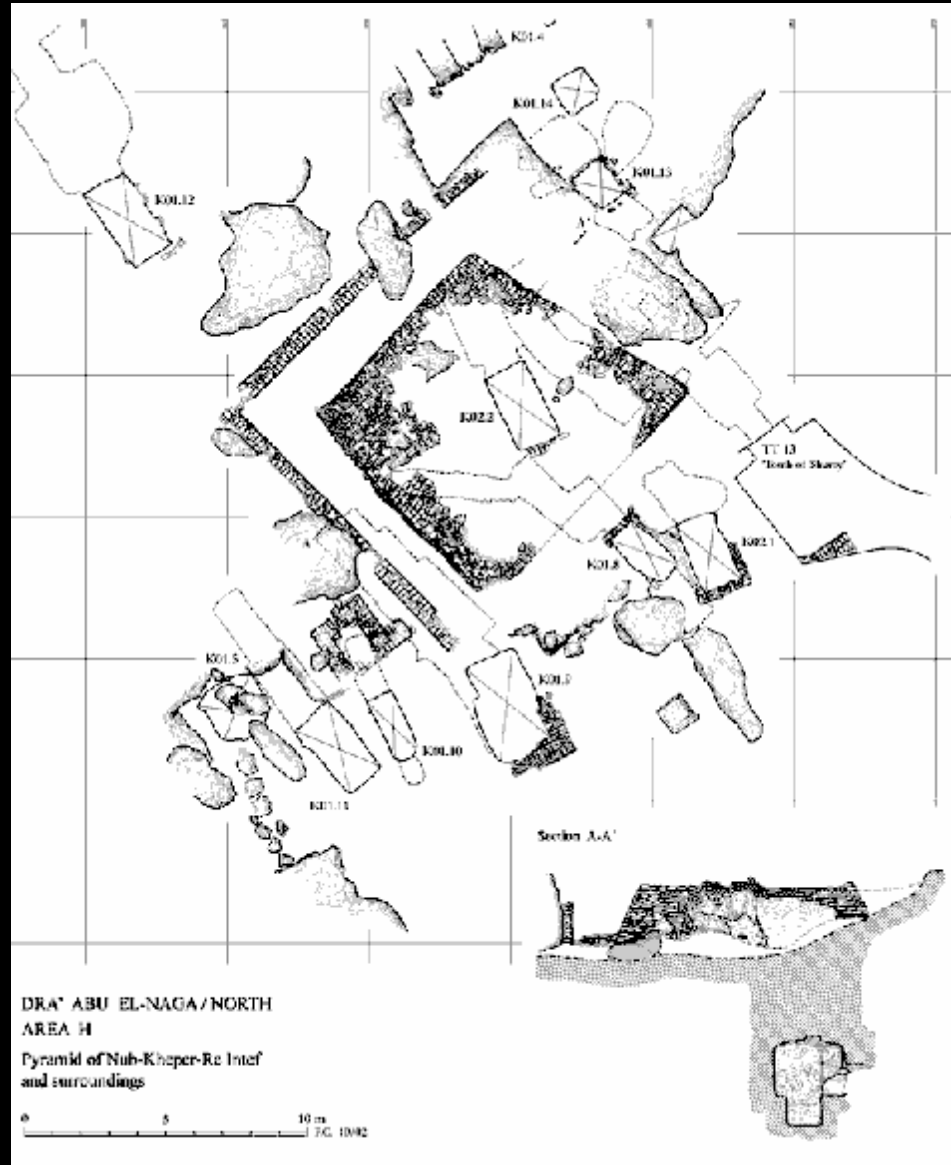 K01.4
K01.14
K01.13
K01.12
K02.2
TT 13
"Tomb of Shuroy"
K02.1
K01.8
K01.5
K01.9
K01.10
K01.11
Section A-A'
DRA' ABU EL-NAGA / NORTH
AREA H
Pyramid of Nub-Kheper-Re Intef
and surroundings
0 5 10 m